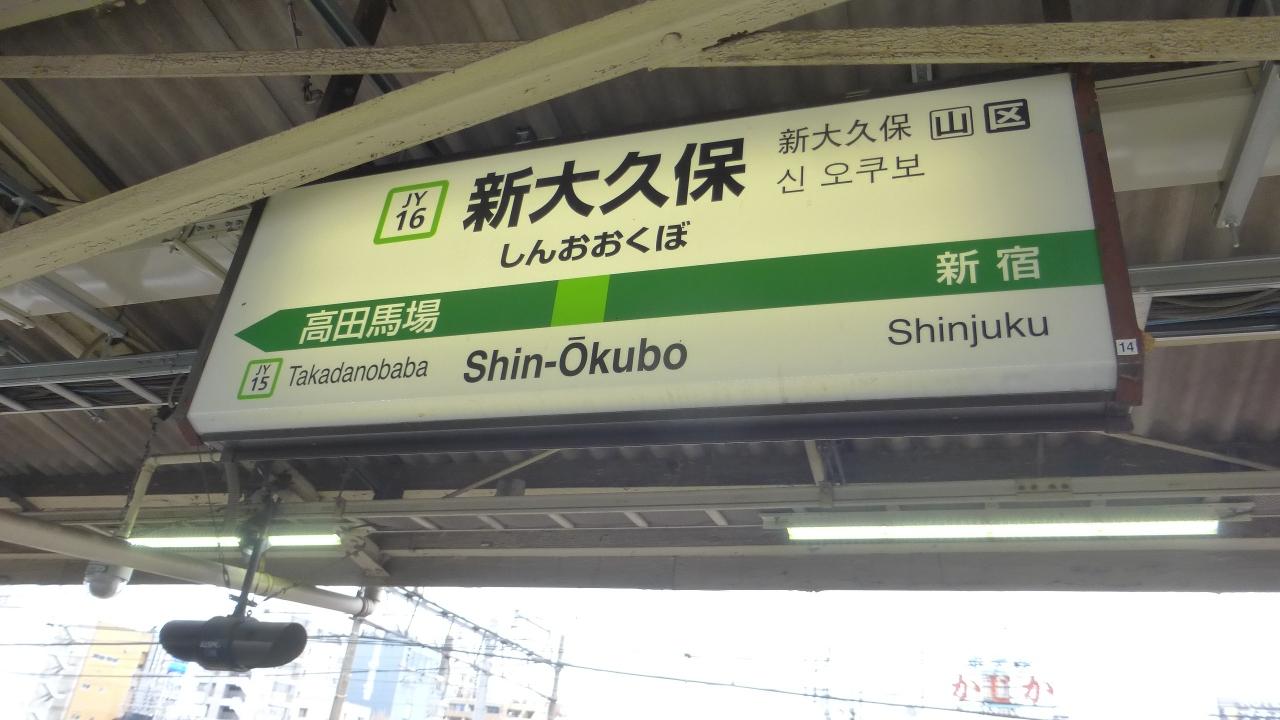 JY
16
新大久保
しんおおくぼ
新大久保 山 区
신 오쿠보
高田馬場
新宿
JY
15
Takadanobaba
Shin-Ōkubo
Shinjuku
14